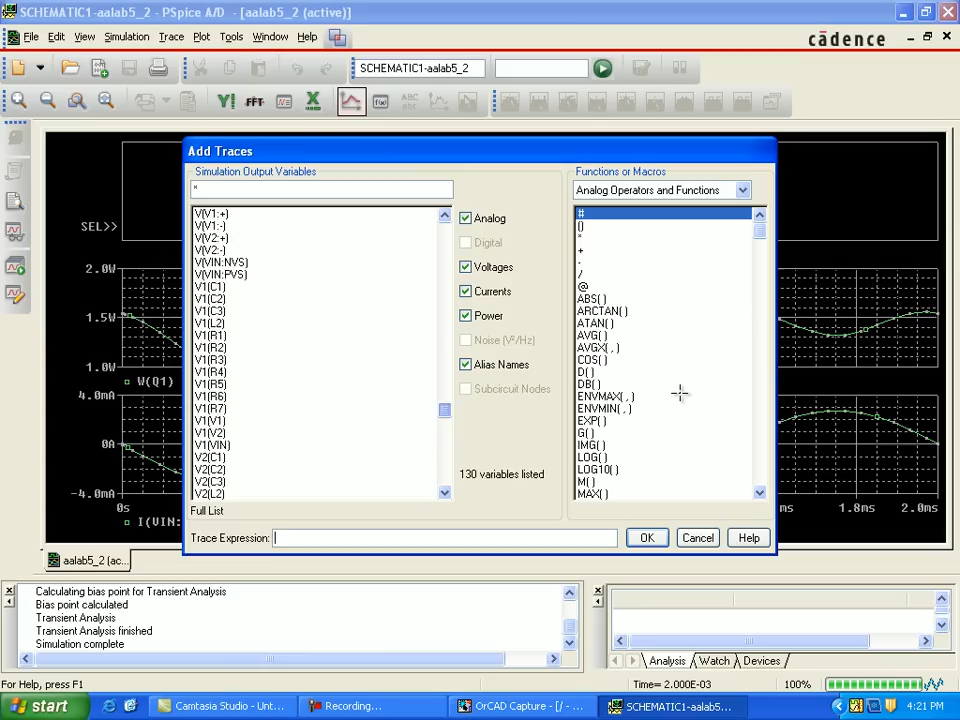 SCHEMATIC1-aalab5_2 - PSpice A/D - [aalab5_2 (active)]
File Edit View Simulation Trace Plot Tools Window Help
cādence
SCHEMATIC1-aalab5_2
FFT
ABC
Add Traces
Simulation Output Variables
Functions or Macros
*
Analog Operators and Functions
V(V1:+)
V(V1:-)
V(V2:+)
V(V2:-)
V(VIN:NVS)
V(VIN:PVS)
V1(C1)
V1(C2)
V1(C3)
V1(L2)
V1(R1)
V1(R2)
V1(R3)
V1(R4)
V1(R5)
V1(R6)
V1(R7)
V1(V1)
V1(V2)
V1(VIN)
V2(C1)
V2(C2)
V2(C3)
V2(L2)
Full List
Analog
Digital
Voltages
Currents
Power
Noise (V²/Hz)
Alias Names
Subcircuit Nodes
130 variables listed
#
()
*
+
-
/
@
ABS( )
ARCTAN( )
ATAN( )
AVG( )
AVGX( , )
COS( )
D( )
DB( )
ENVMAX( , )
ENVMIN( , )
EXP( )
G( )
IMG( )
LOG( )
LOG10( )
M( )
MAX( )
Trace Expression:
OK
Cancel
Help
SEL>>
2.0W
1.5W
1.0W
W(Q1)
4.0mA
0A
-4.0mA
0s
1.8ms
2.0ms
I(VIN:
aalab5_2 (ac...
Calculating bias point for Transient Analysis
Bias point calculated
Transient Analysis
Transient Analysis finished
Simulation complete
Analysis Watch Devices
For Help, press F1
Time= 2.000E-03
100%
start
Camtasia Studio - Unt...
Recording...
OrCAD Capture - [/ - ...
SCHEMATIC1-aalab5...
4:21 PM